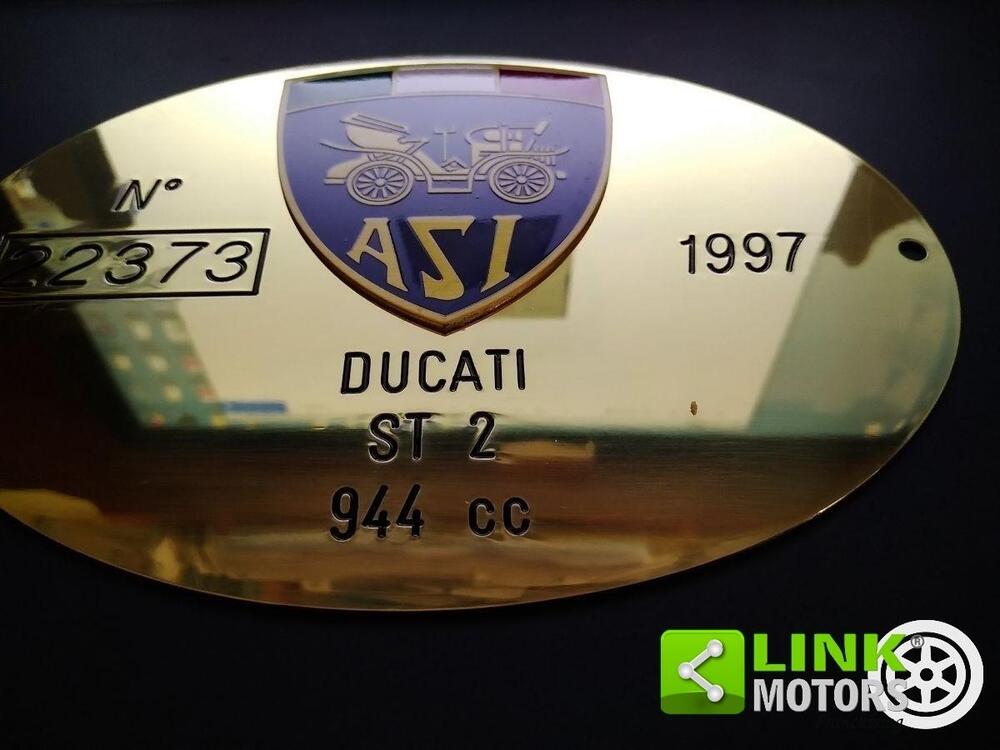 N°
22373
ASI
1997
DUCATI
ST 2
944 cc
LINK®
MOTORS